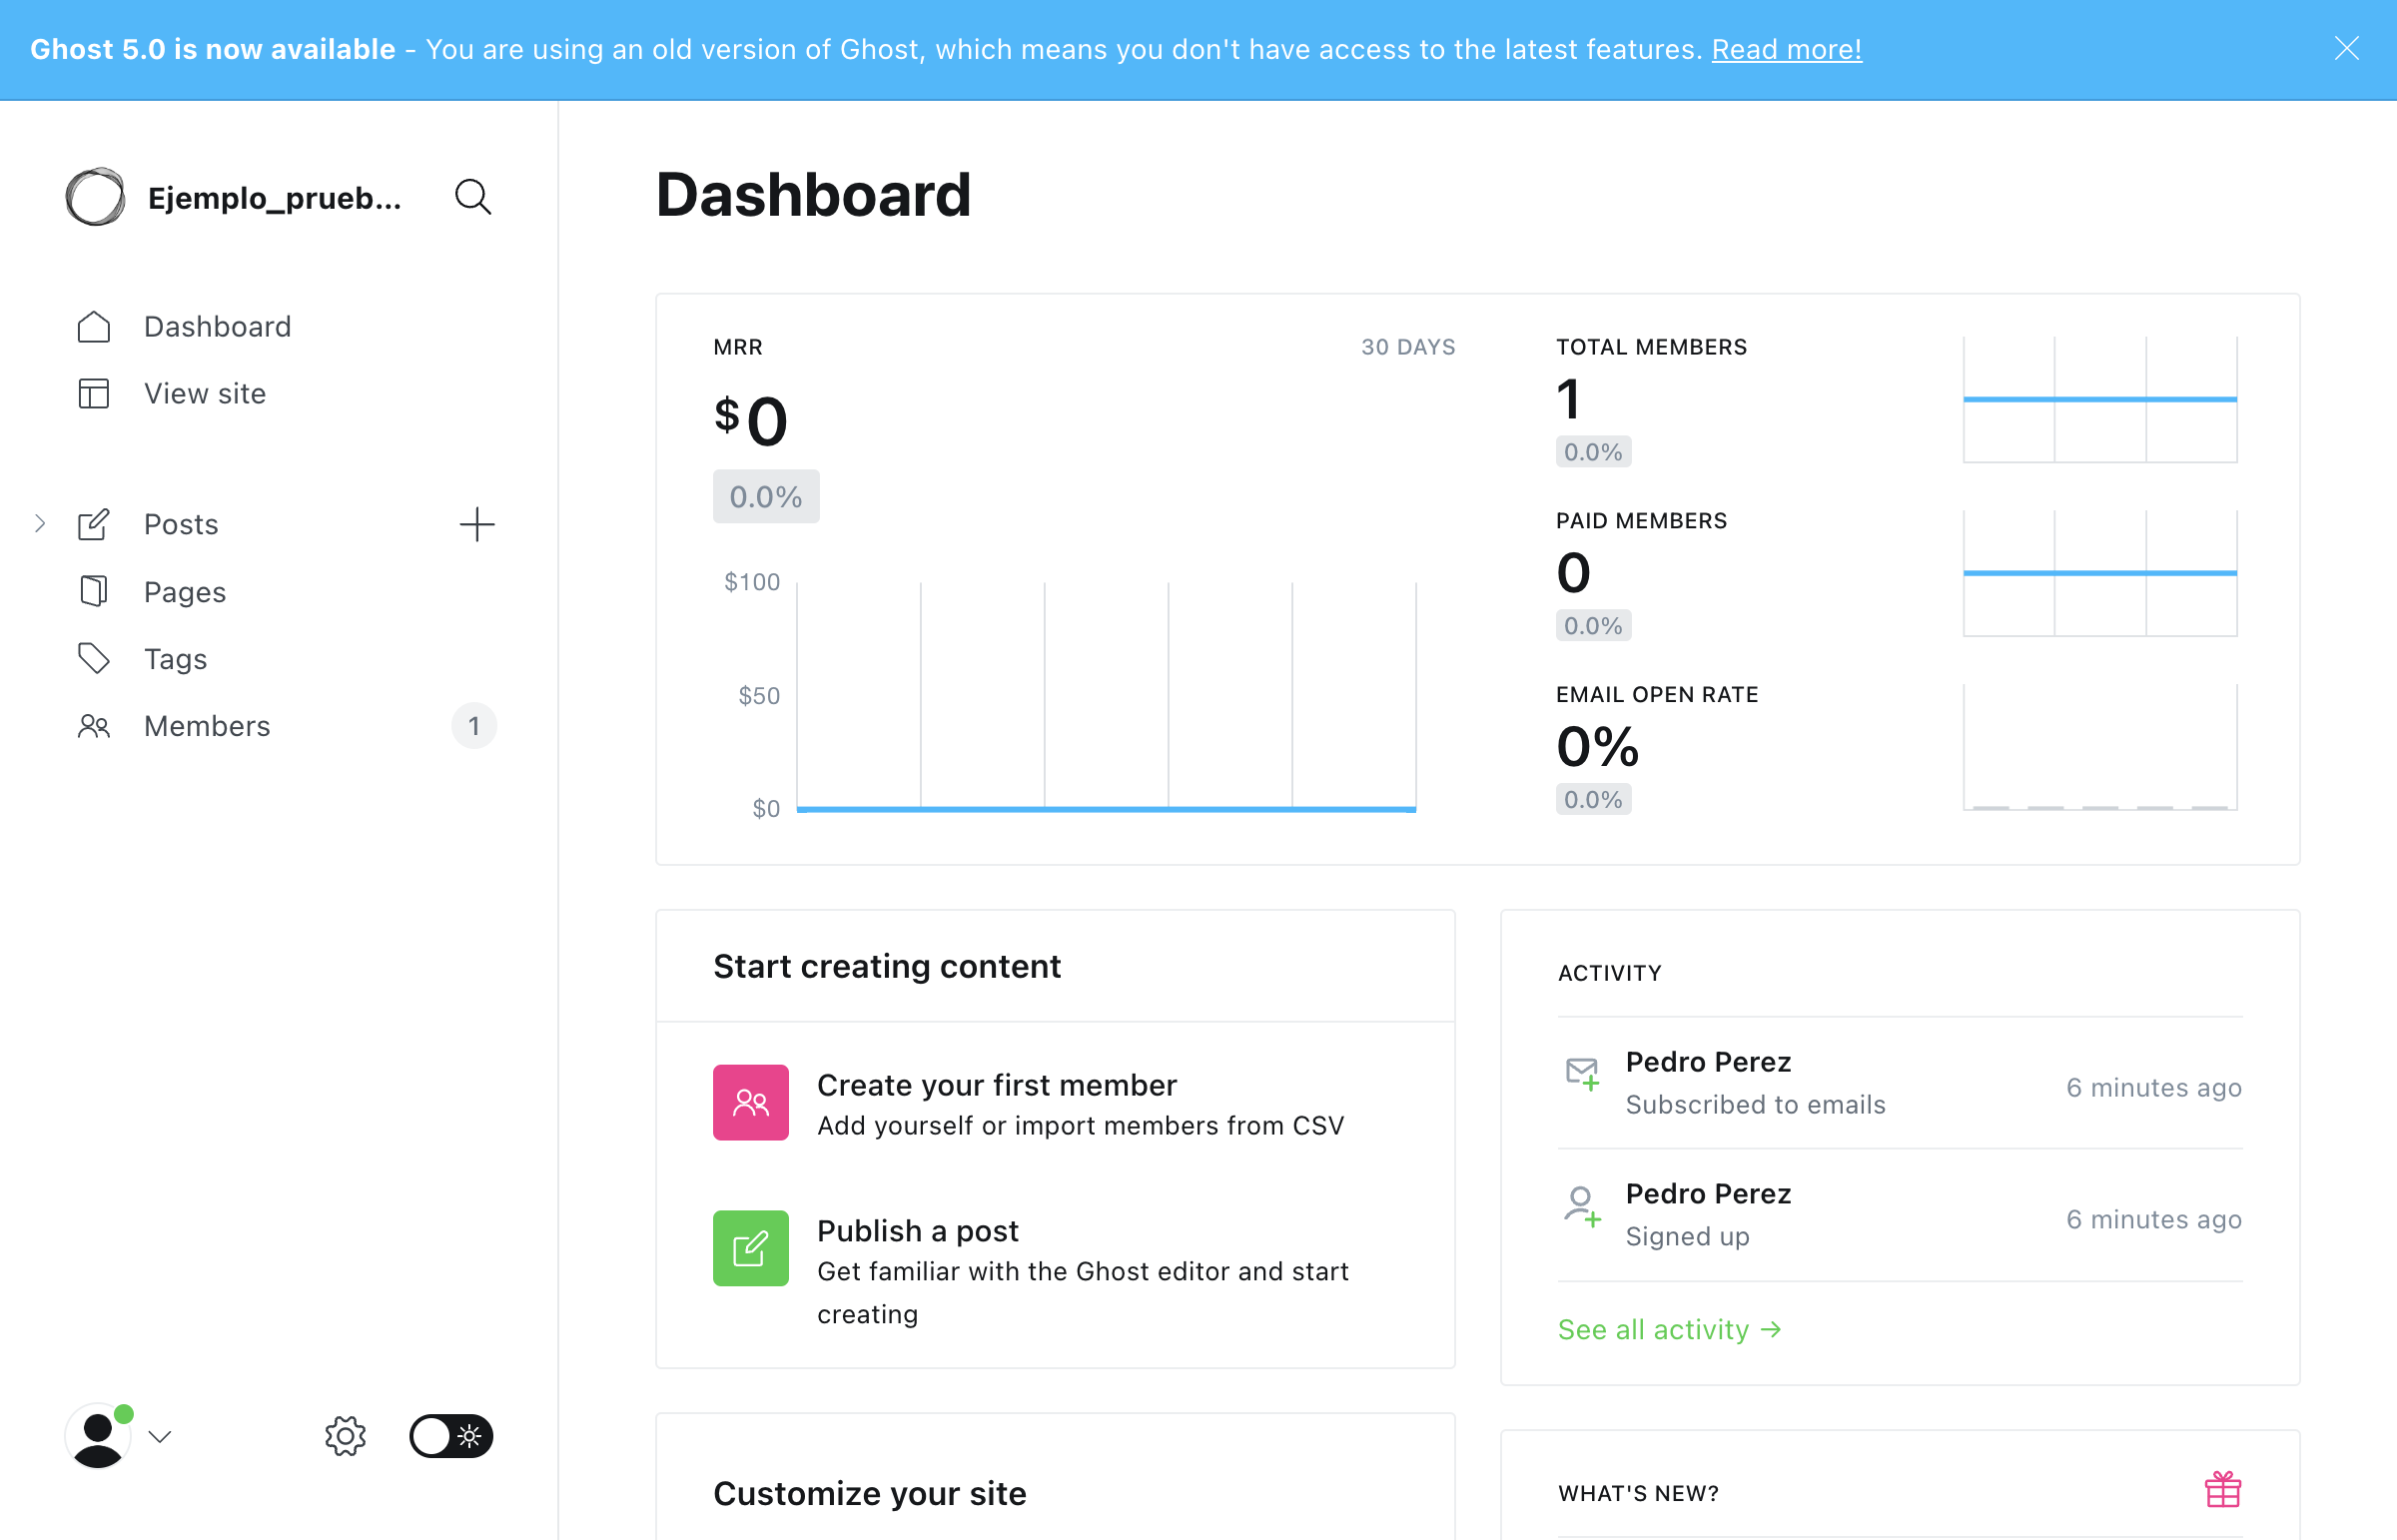 Ghost 5.0 is now available - You are using an old version of Ghost, which means you don't have access to the latest features. Read more!
Ejemplo_prueb...
Dashboard
View site
Posts
Pages
Tags
Members
1
Dashboard
MRR
30 DAYS
$0
0.0%
$100
$50
$0
TOTAL MEMBERS
1
0.0%
PAID MEMBERS
0
0.0%
EMAIL OPEN RATE
0%
0.0%
Start creating content
Create your first member
Add yourself or import members from CSV
Publish a post
Get familiar with the Ghost editor and start
creating
Customize your site
ACTIVITY
Pedro Perez
Subscribed to emails
6 minutes ago
Pedro Perez
Signed up
6 minutes ago
See all activity →
WHAT'S NEW?